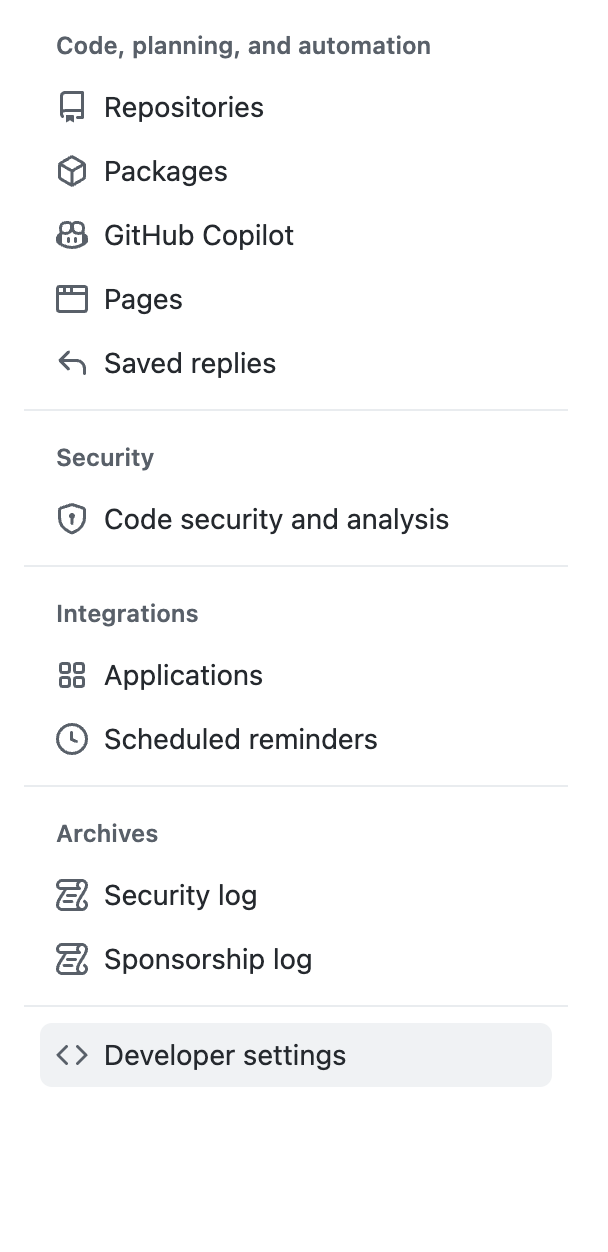 Code, planning, and automation
Repositories
Packages
GitHub Copilot
Pages
Saved replies
Security
Code security and analysis
Integrations
Applications
Scheduled reminders
Archives
Security log
Sponsorship log
Developer settings